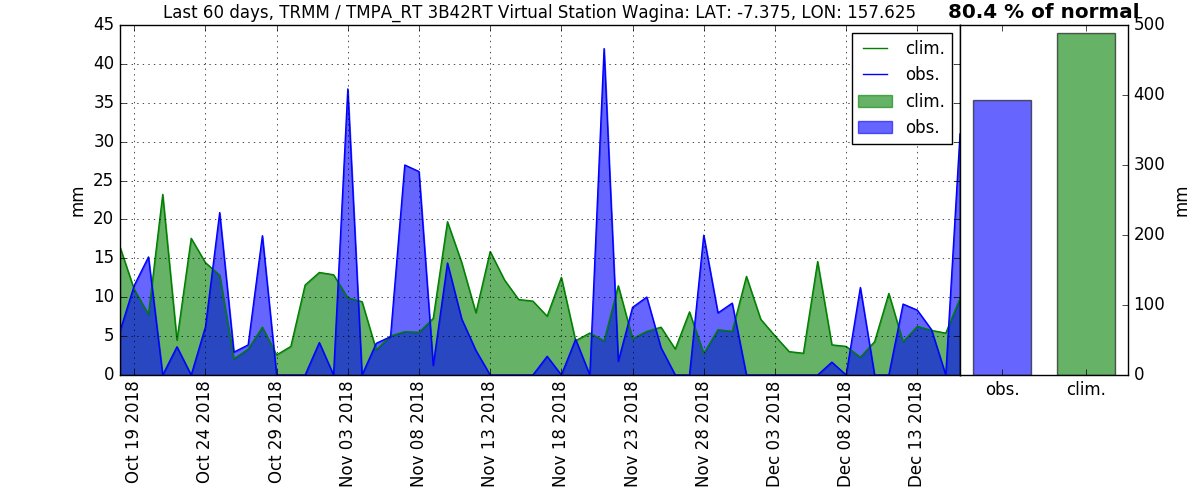 Last 60 days, TRMM / TMPA_RT 3B42RT Virtual Station Wagina: LAT: -7.375, LON: 157.625
80.4 % of normal
45
40
35
30
25
20
15
10
5
0
mm
clim.
obs.
clim.
obs.
Oct 19 2018
Oct 24 2018
Oct 29 2018
Nov 03 2018
Nov 08 2018
Nov 13 2018
Nov 18 2018
Nov 23 2018
Nov 28 2018
Dec 03 2018
Dec 08 2018
Dec 13 2018
500
400
300
200
100
0
mm
obs.
clim.